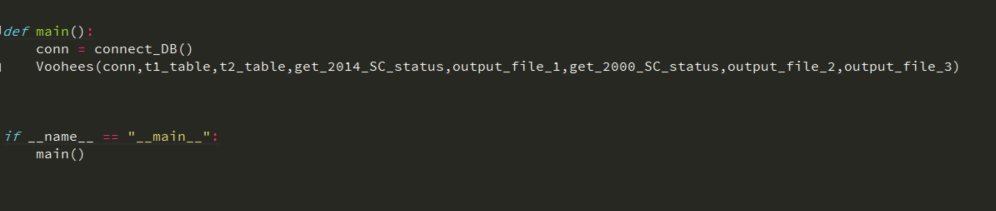 def main():
    conn = connect_DB()
    Voohees(conn,t1_table,t2_table,get_2014_SC_status,output_file_1,get_2000_SC_status,output_file_2,output_file_3)
if __name__ == "__main__":
    main()